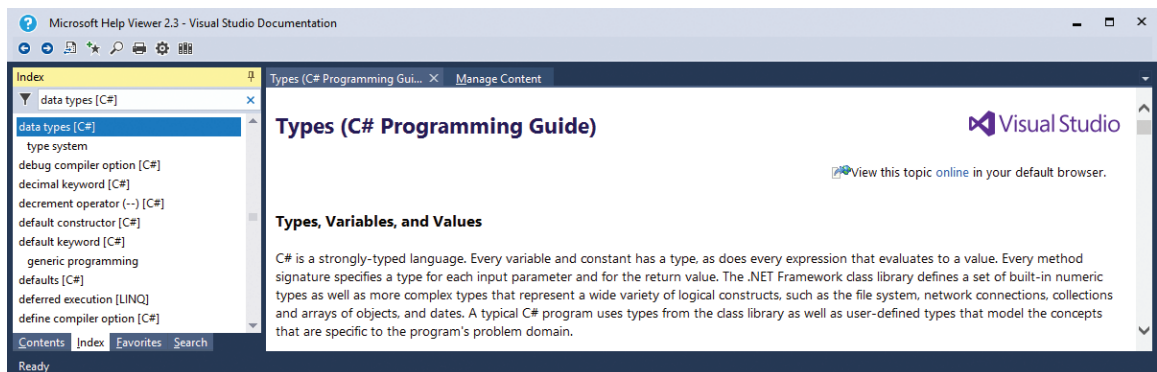 Microsoft Help Viewer 2.3 - Visual Studio Documentation
Index
Types (C# Programming Gui...
Manage Content
data types [C#]
data types [C#]
type system
debug compiler option [C#]
decimal keyword [C#]
decrement operator (--) [C#]
default constructor [C#]
default keyword [C#]
generic programming
defaults [C#]
deferred execution [LINQ]
define compiler option [C#]
Contents Index Favorites Search
Types (C# Programming Guide)
Visual Studio
View this topic online in your default browser.
Types, Variables, and Values
C# is a strongly-typed language. Every variable and constant has a type, as does every expression that evaluates to a value. Every method
signature specifies a type for each input parameter and for the return value. The .NET Framework class library defines a set of built-in numeric
types as well as more complex types that represent a wide variety of logical constructs, such as the file system, network connections, collections
and arrays of objects, and dates. A typical C# program uses types from the class library as well as user-defined types that model the concepts
that are specific to the program's problem domain.
Ready